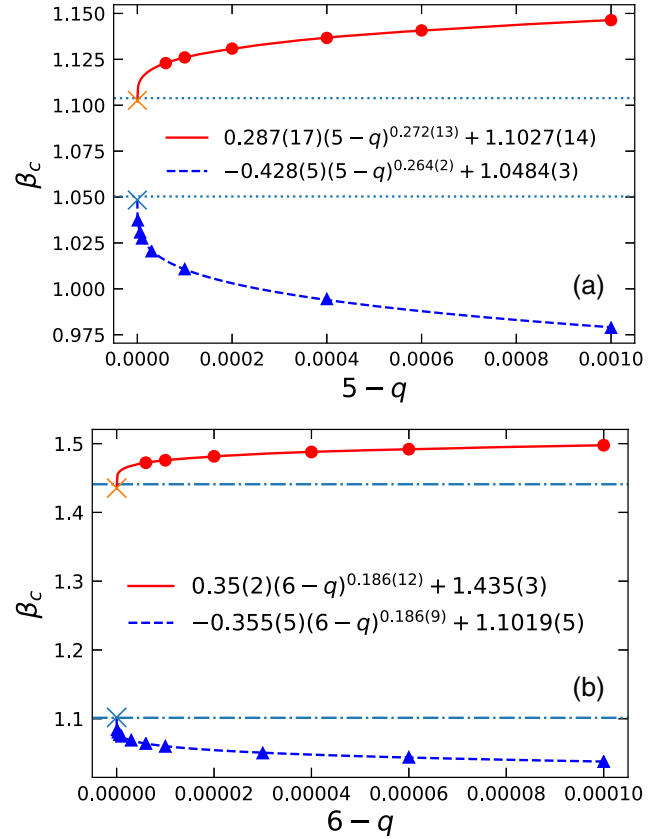 1.150
1.125
1.100
1.075
1.050
1.025
1.000
0.975
β_c
0.287(17)(5 − q)^{0.272(13)} + 1.1027(14)
−0.428(5)(5 − q)^{0.264(2)} + 1.0484(3)
(a)
0.0000 0.0002 0.0004 0.0006 0.0008 0.0010
5 − q
1.5
1.4
1.3
1.2
1.1
β_c
0.35(2)(6 − q)^{0.186(12)} + 1.435(3)
−0.355(5)(6 − q)^{0.186(9)} + 1.1019(5)
(b)
0.00000 0.00002 0.00004 0.00006 0.00008 0.00010
6 − q